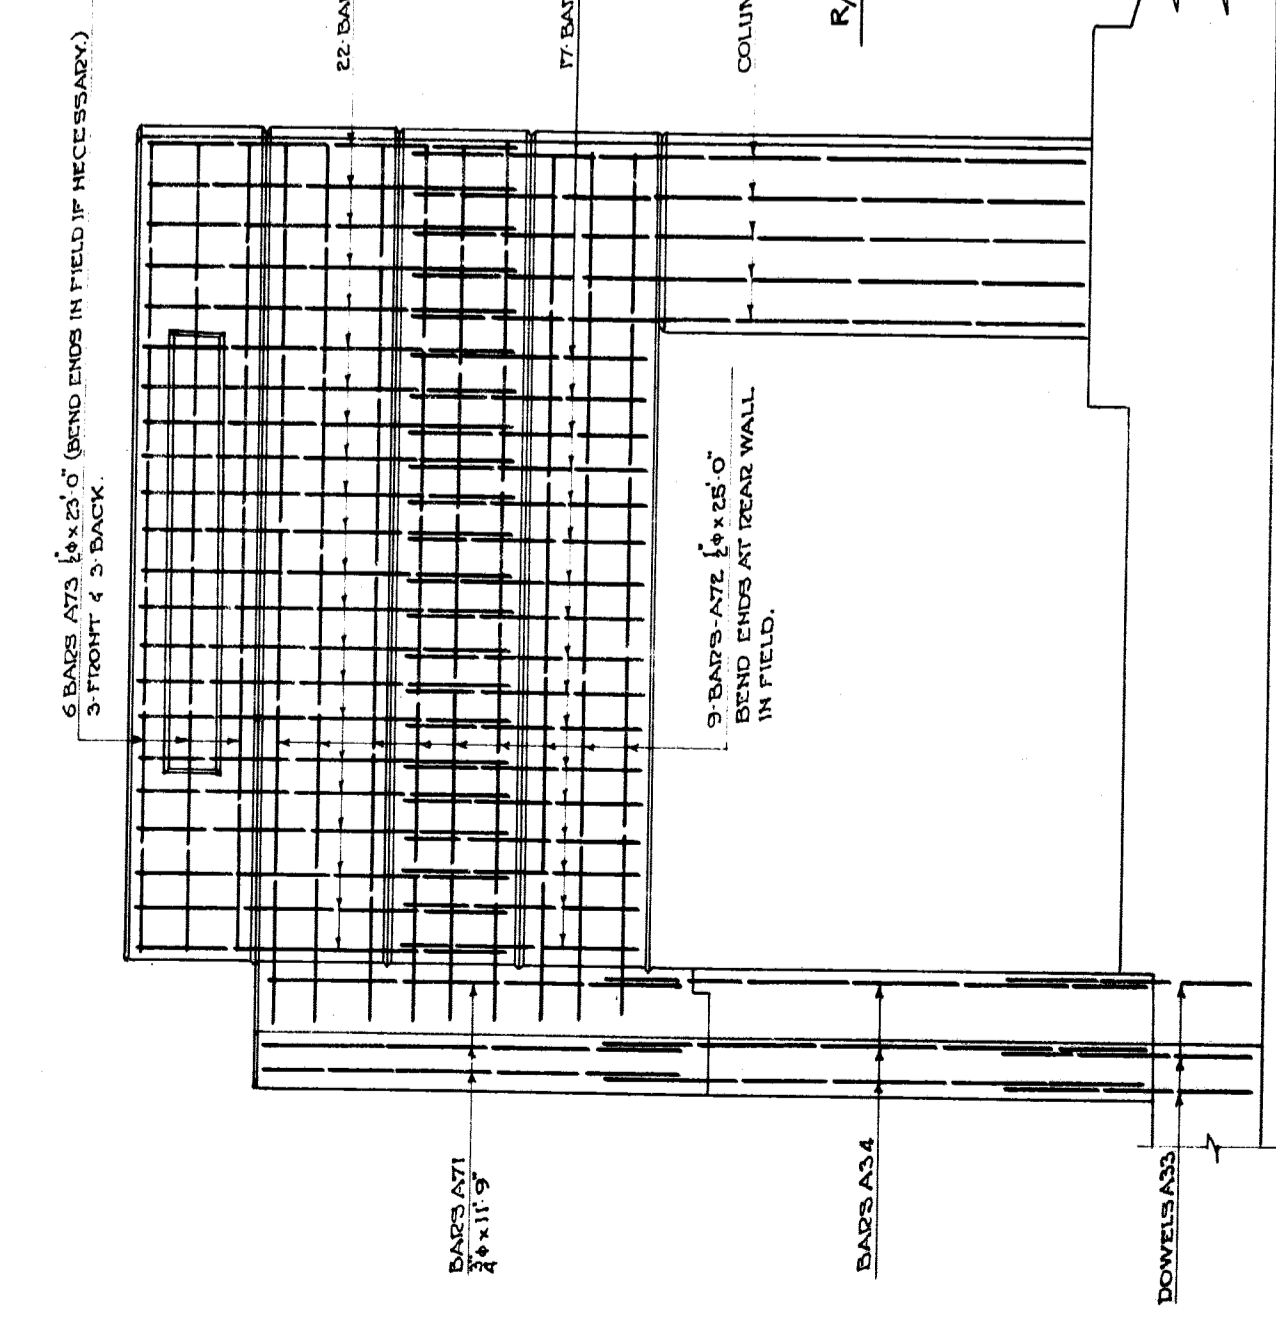 6 BARS A73 ½"φ x 23'-0" (BEND ENDS IN FIELD IF NECESSARY.)
3-FRONT & 3-BACK.
22-BA
17-BA
COLUM
R/
9-BARS-A72 ½"φ x 25'-0"
BEND ENDS AT REAR WALL
IN FIELD.
BARS A71
¾"φ x 11'-9"
BARS A34
DOWELS A33